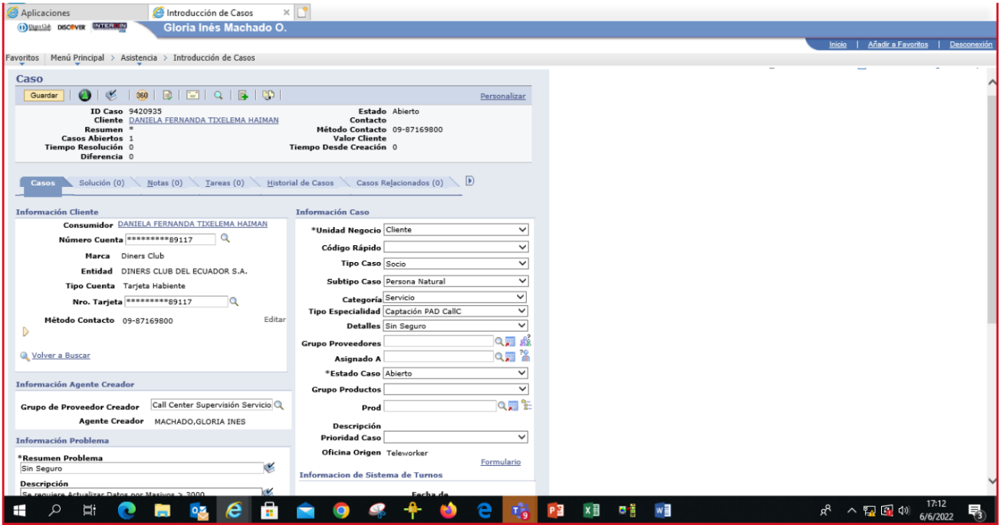 Aplicaciones
Introducción de Casos
Diners Club DISCOVER INTERDIN
Gloria Inés Machado O.
Inicio | Añadir a Favoritos | Desconexión
Favoritos | Menú Principal > Asistencia > Introducción de Casos
Caso
Guardar | 360 Personalizar
ID Caso 9420935 Estado Abierto
Cliente DANIELA FERNANDA TIXELEMA HAIMAN Contacto
Resumen * Método Contacto 09-87169800
Casos Abiertos 1 Valor Cliente
Tiempo Resolución 0 Tiempo Desde Creación 0
Diferencia 0
Casos Solución (0) Notas (0) Tareas (0) Historial de Casos Casos Relacionados (0)
Información Cliente
Consumidor DANIELA FERNANDA TIXELEMA HAIMAN
Número Cuenta *********89117
Marca Diners Club
Entidad DINERS CLUB DEL ECUADOR S.A.
Tipo Cuenta Tarjeta Habiente
Nro. Tarjeta *********89117
Método Contacto 09-87169800 Editar
Volver a Buscar
Información Agente Creador
Grupo de Proveedor Creador Call Center Supervisión Servicio
Agente Creador MACHADO,GLORIA INES
Información Problema
*Resumen Problema
Sin Seguro
Descripción
Se requiere Actualizar Datos por Masivos > 3000
Información Caso
*Unidad Negocio Cliente
Código Rápido
Tipo Caso Socio
Subtipo Caso Persona Natural
Categoría Servicio
Tipo Especialidad Captación PAD CallC
Detalles Sin Seguro
Grupo Proveedores
Asignado A
*Estado Caso Abierto
Grupo Productos
Prod
Descripción
Prioridad Caso
Oficina Origen Teleworker
Formulario
Informacion de Sistema de Turnos
Fecha de
17:12
6/6/2022